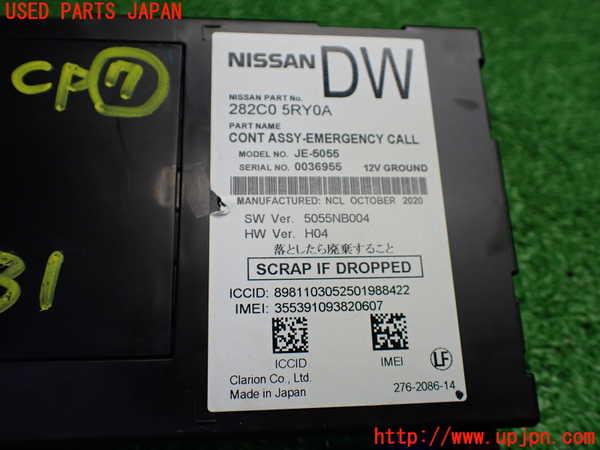 USED PARTS JAPAN
CP⑦
31
NISSAN DW
NISSAN PART No.
282C0 5RY0A
PART NAME
CONT ASSY-EMERGENCY CALL
MODEL NO. JE-5055
SERIAL NO. 0036955 12V GROUND
MANUFACTURED: NCL OCTOBER 2020
SW Ver. 5055NB004
HW Ver. H04
落としたら廃棄すること
SCRAP IF DROPPED
ICCID: 8981103052501988422
IMEI: 355391093820607
ICCID IMEI LF
Clarion Co., Ltd.
Made in Japan 276-2086-14
http://www.upjpn.com